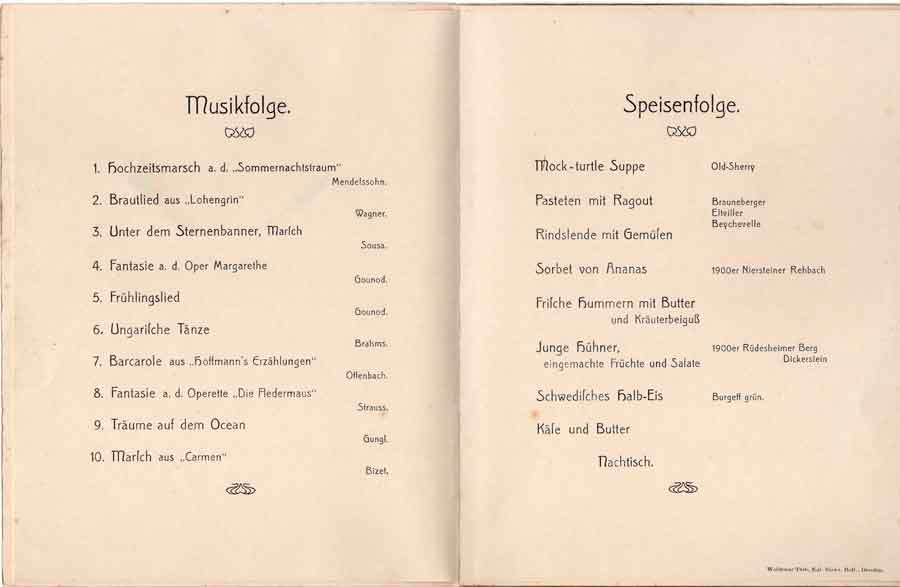 Musikfolge.
1. Hochzeitsmarsch a. d. „Sommernachtstraum“
Mendelssohn.
2. Brautlied aus „Lohengrin“
Wagner.
3. Unter dem Sternenbanner, Marſch
Sousa.
4. Fantasie a. d. Oper Margarethe
Gounod.
5. Frühlingslied
Gounod.
6. Ungariſche Tänze
Brahms.
7. Barcarole aus „Hoffmann's Erzählungen“
Offenbach.
8. Fantasie a. d. Operette „Die Fledermaus“
Strauss.
9. Träume auf dem Ocean
Gungl.
10. Marſch aus „Carmen“
Bizet.
Speisenfolge.
Mock-turtle Suppe Old-Sherry
Pasteten mit Ragout Brauneberger
Eltviller
Beychevelle
Rindslende mit Gemüſen
Sorbet von Ananas 1900er Niersteiner Rehbach
Friſche Hummern mit Butter
und Kräuterbeiguß
Junge Hühner, 1900er Rüdesheimer Berg
eingemachte Früchte und Salate Dickerstein
Schwediſches Halb-Eis Burgeff grün.
Käſe und Butter
Nachtisch.
Dresden.